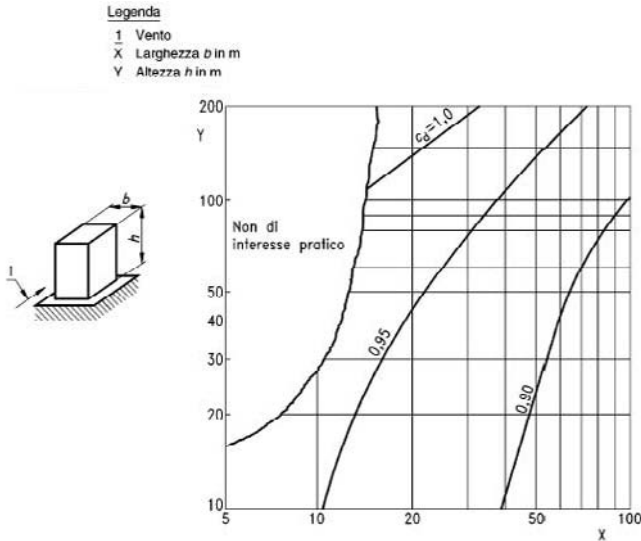 Legenda
1 Vento
X Larghezza b in m
Y Altezza h in m
200
Y
100
50
40
30
20
10
5
10
20
50
100
X
Non di
interesse pratico
cd=1,0
0,95
0,90
b
h
1